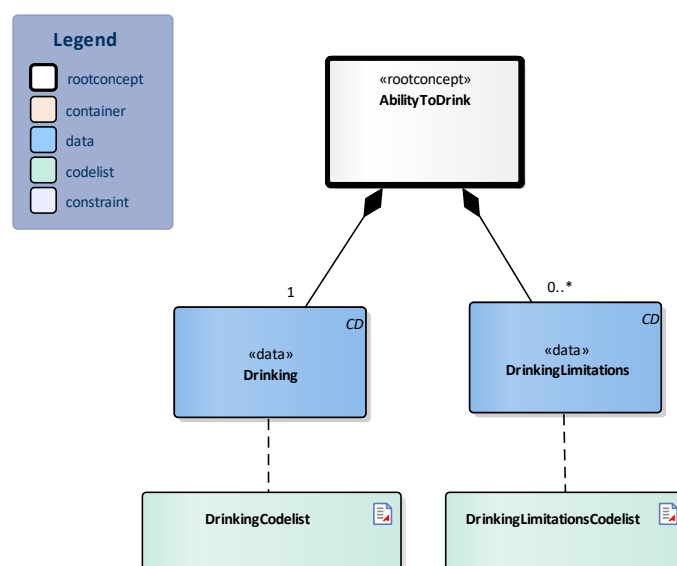 Legend
rootconcept
container
data
codelist
constraint
«rootconcept»
AbilityToDrink
1
0..*
CD
«data»
Drinking
CD
«data»
DrinkingLimitations
DrinkingCodelist
DrinkingLimitationsCodelist